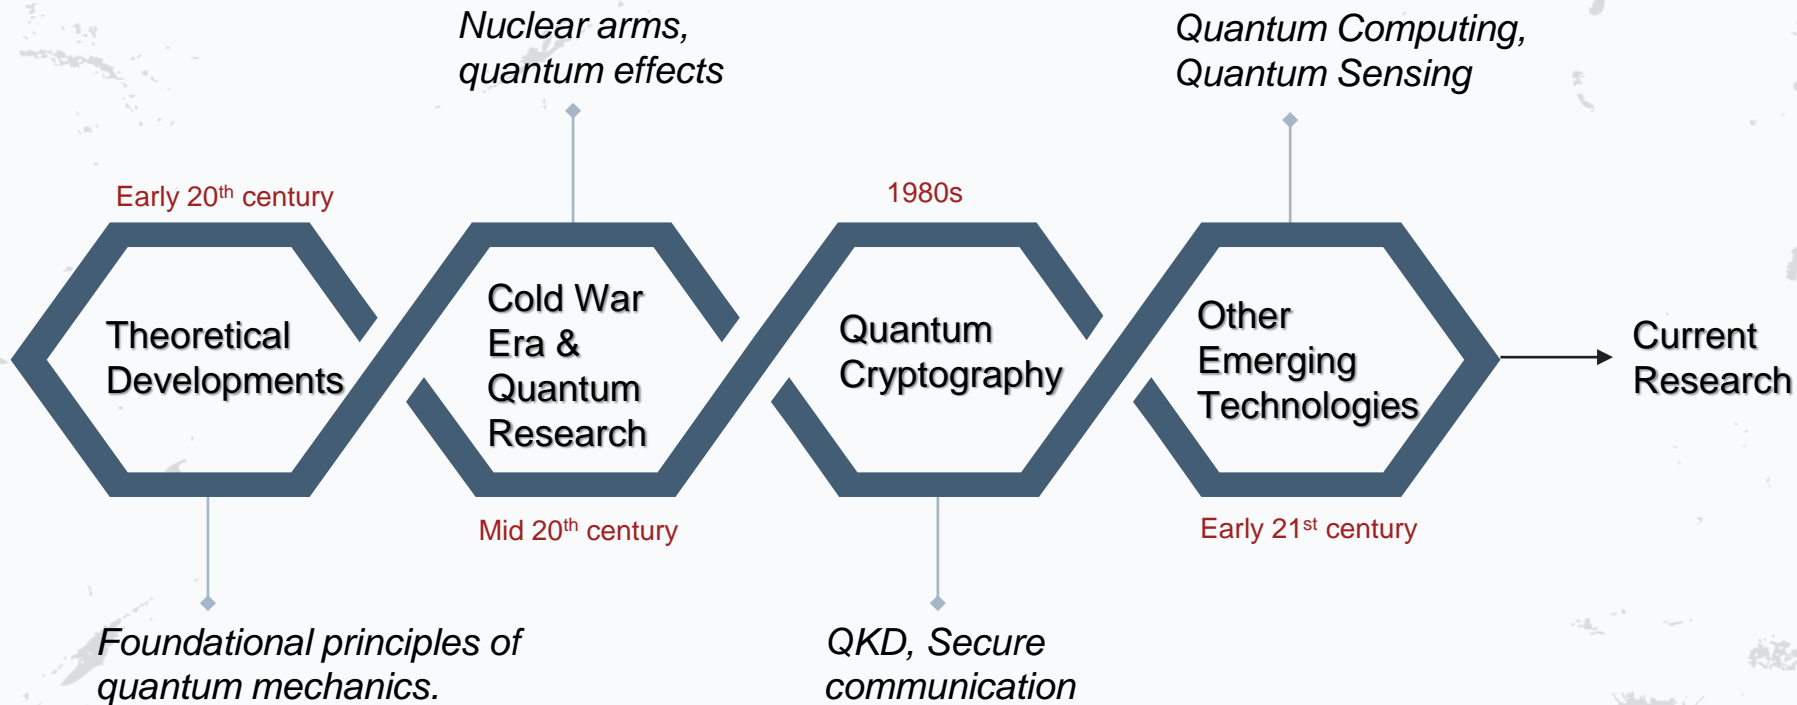 Nuclear arms,
quantum effects
Quantum Computing,
Quantum Sensing
Early 20th century
1980s
Theoretical
Developments
Cold War
Era &
Quantum
Research
Quantum
Cryptography
Other
Emerging
Technologies
Current
Research
Mid 20th century
Early 21st century
Foundational principles of
quantum mechanics.
QKD, Secure
communication